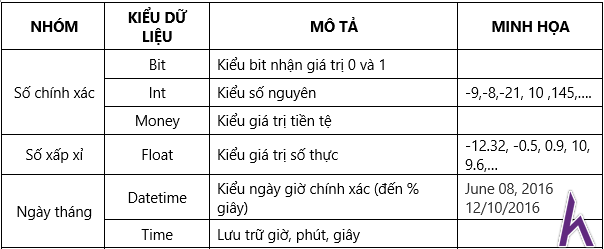 NHÓM KIỂU DỮ LIỆU MÔ TẢ MINH HỌA
Số chính xác Bit Kiểu bit nhận giá trị 0 và 1
Int Kiểu số nguyên -9,-8,-21, 10 ,145,....
Money Kiểu giá trị tiền tệ
Số xấp xỉ Float Kiểu giá trị số thực -12.32, -0.5, 0.9, 10,
9.6,...
Ngày tháng Datetime Kiểu ngày giờ chính xác (đến %
giây) June 08, 2016
12/10/2016
Time Lưu trữ giờ, phút, giây